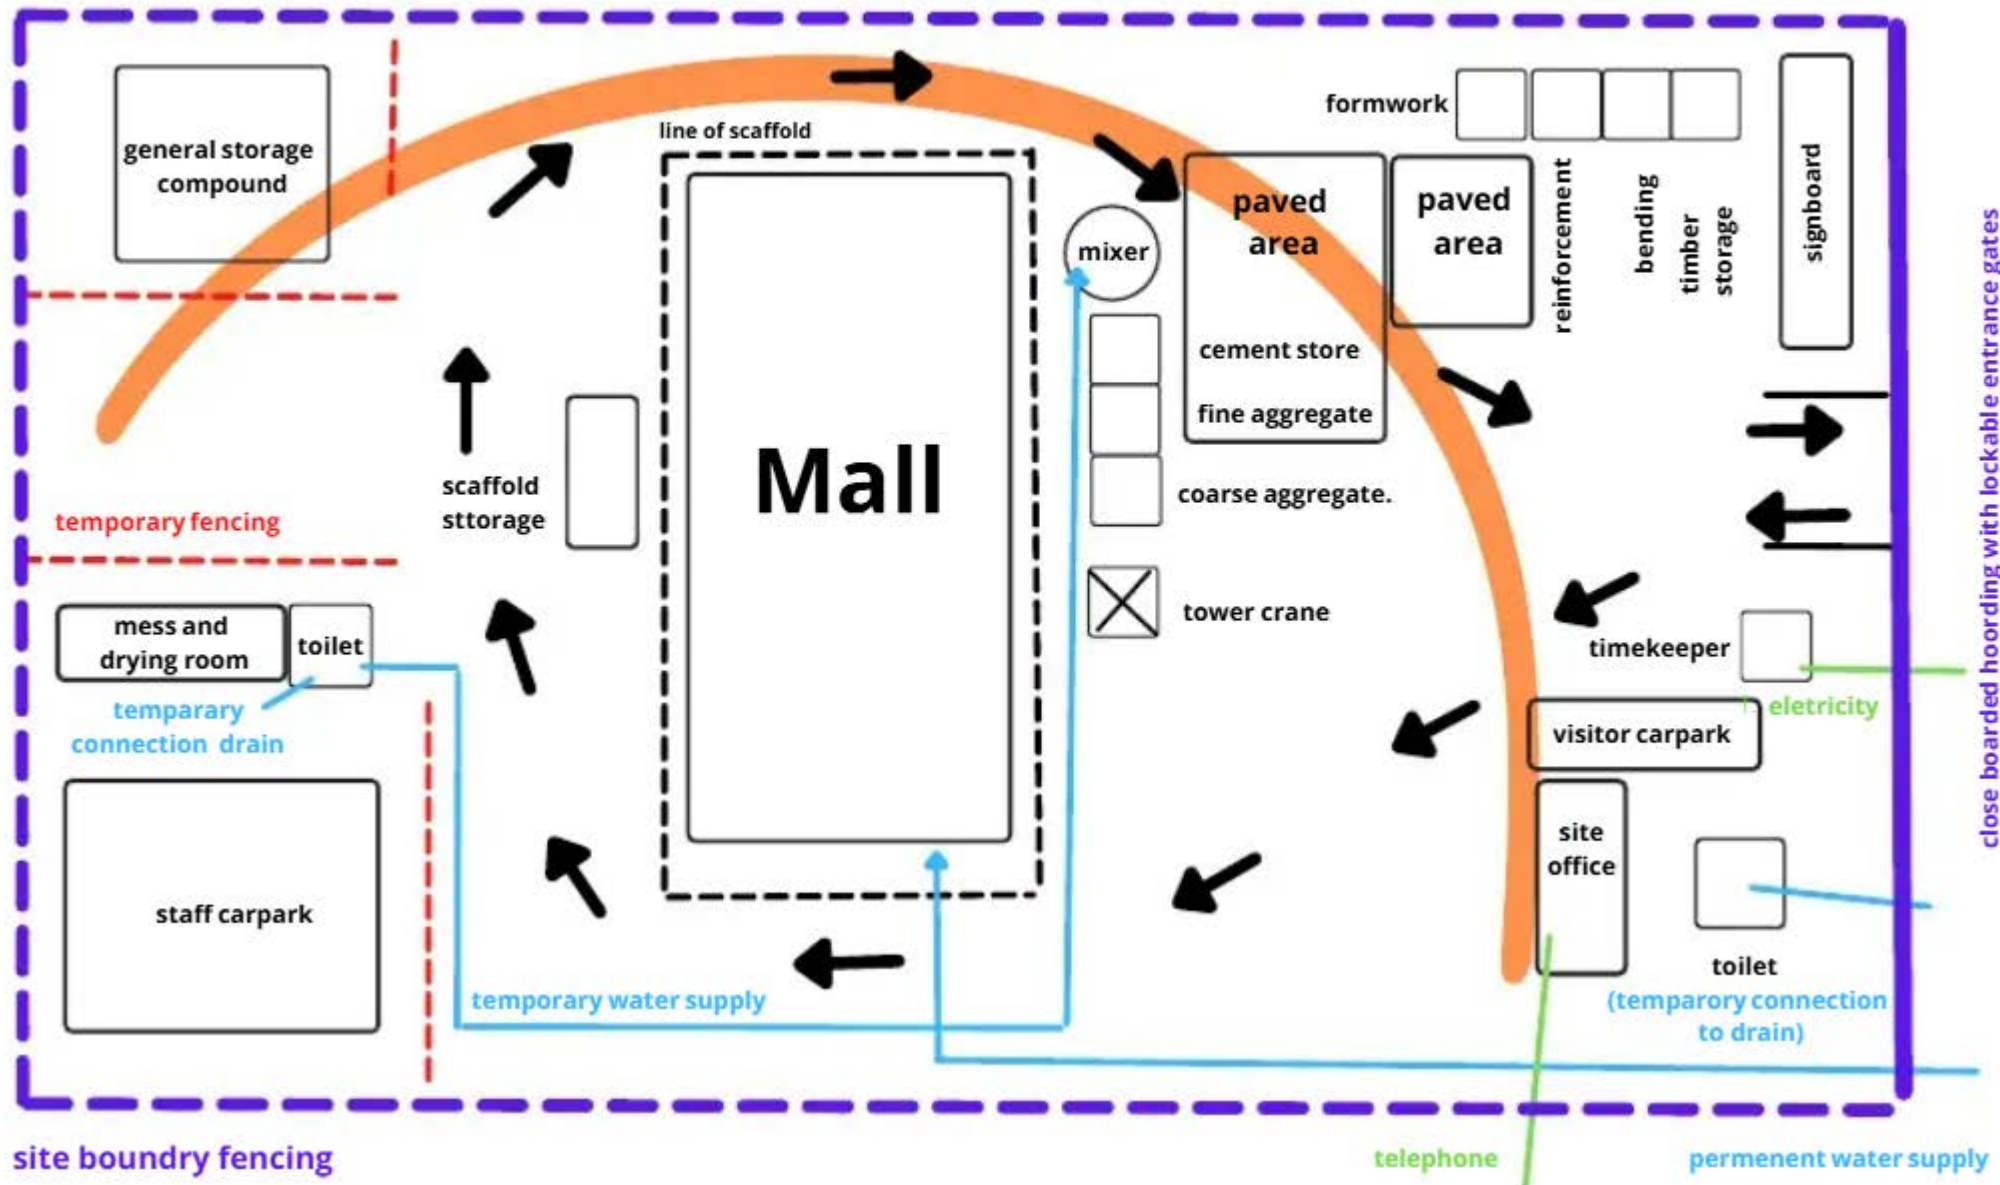 line of scaffold
general storage
compound
formwork
reinforcement
bending
timber
storage
signboard
paved
area
paved
area
mixer
cement store
fine aggregate
coarse aggregate.
tower crane
Mall
scaffold
sttorage
temporary fencing
mess and
drying room
toilet
temparary
connection drain
staff carpark
temporary water supply
timekeeper
eletricity
visitor carpark
site
office
toilet
(temparory connection
to drain)
close boarded hoording with lockable entrance gates
site boundry fencing
telephone
permenent water supply